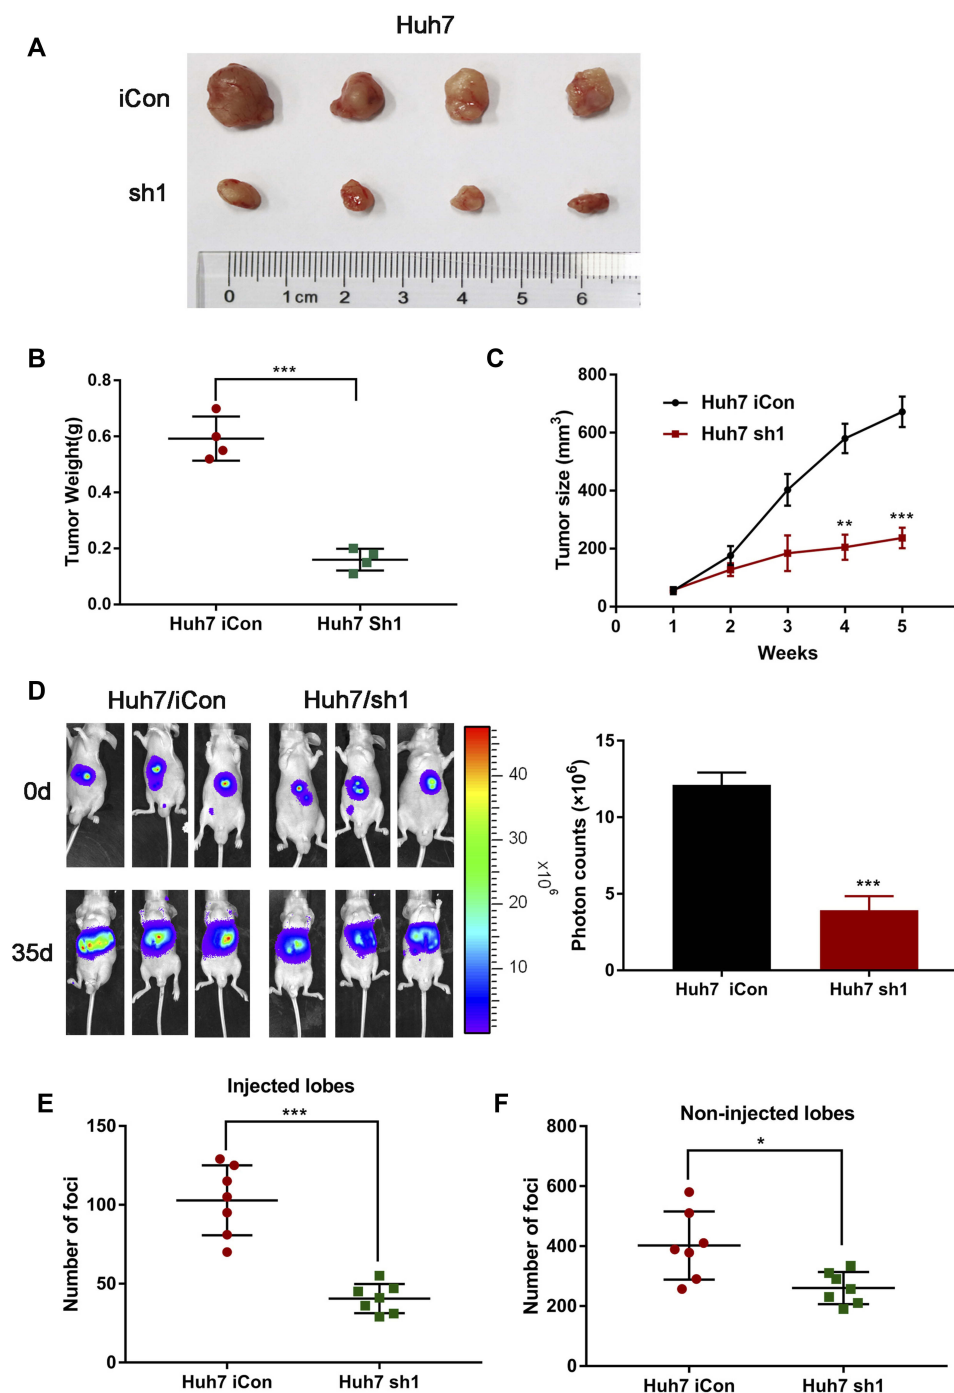 Huh7
A
iCon
sh1
0 1 cm 2 3 4 5 6
B
0.8
0.6
0.4
0.2
0.0
Tumor Weight(g)
***
Huh7 iCon Huh7 Sh1
C
800
600
400
200
0
Tumor size (mm³)
Huh7 iCon
Huh7 sh1
** ***
0 1 2 3 4 5
Weeks
D
Huh7/iCon Huh7/sh1
0d
35d
40
30
20
10
x10⁶
15
10
5
0
Photon counts (×10⁶)
***
Huh7 iCon Huh7 sh1
E
Injected lobes
***
150
100
50
0
Number of foci
Huh7 iCon Huh7 sh1
F
Non-injected lobes
*
800
600
400
200
0
Number of foci
Huh7 iCon Huh7 sh1